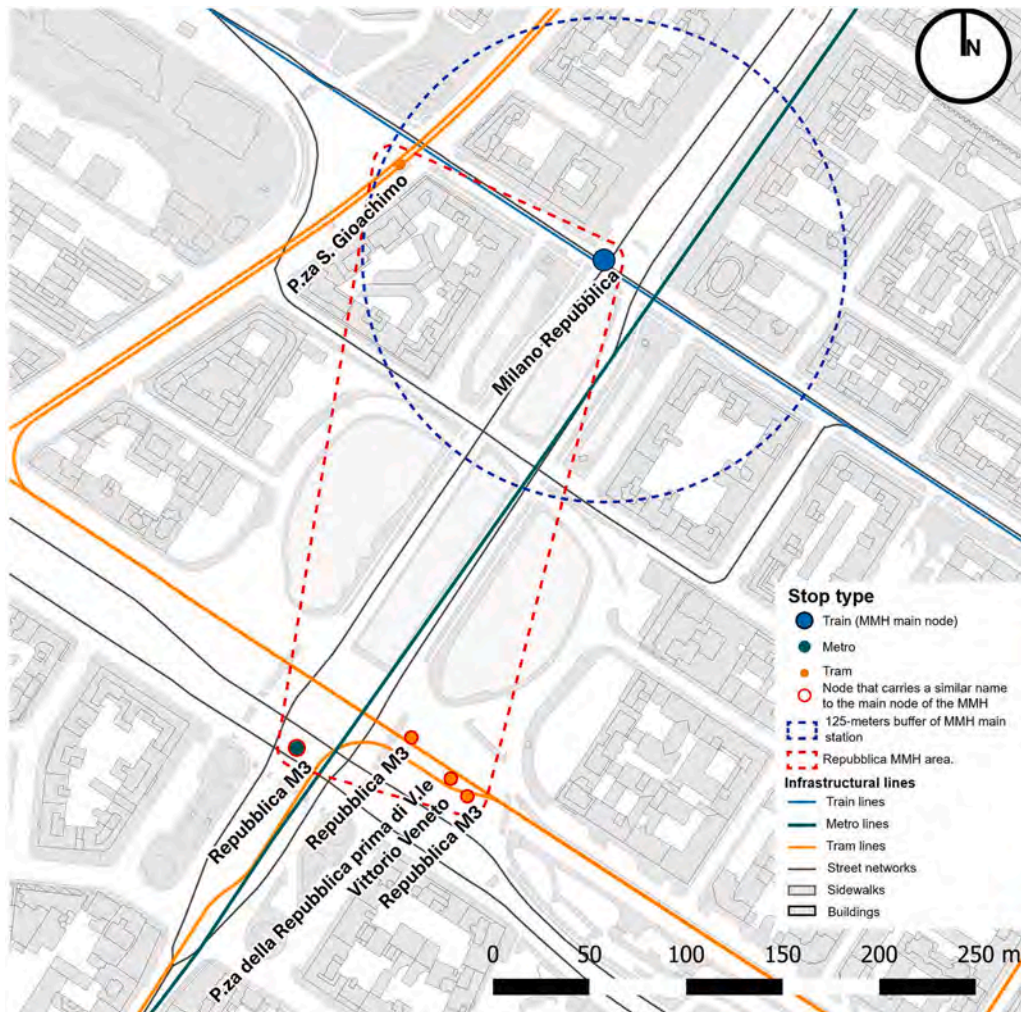 N
P.za S. Gioachimo
Milano Repubblica
Repubblica M3
Repubblica M3
P.za della Repubblica prima di V.le
Vittorio Veneto
Repubblica M3
Stop type
Train (MMH main node)
Metro
Tram
Node that carries a similar name
to the main node of the MMH
125-meters buffer of MMH main
station
Repubblica MMH area.
Infrastructural lines
Train lines
Metro lines
Tram lines
Street networks
Sidewalks
Buildings
0 50 100 150 200 250 m